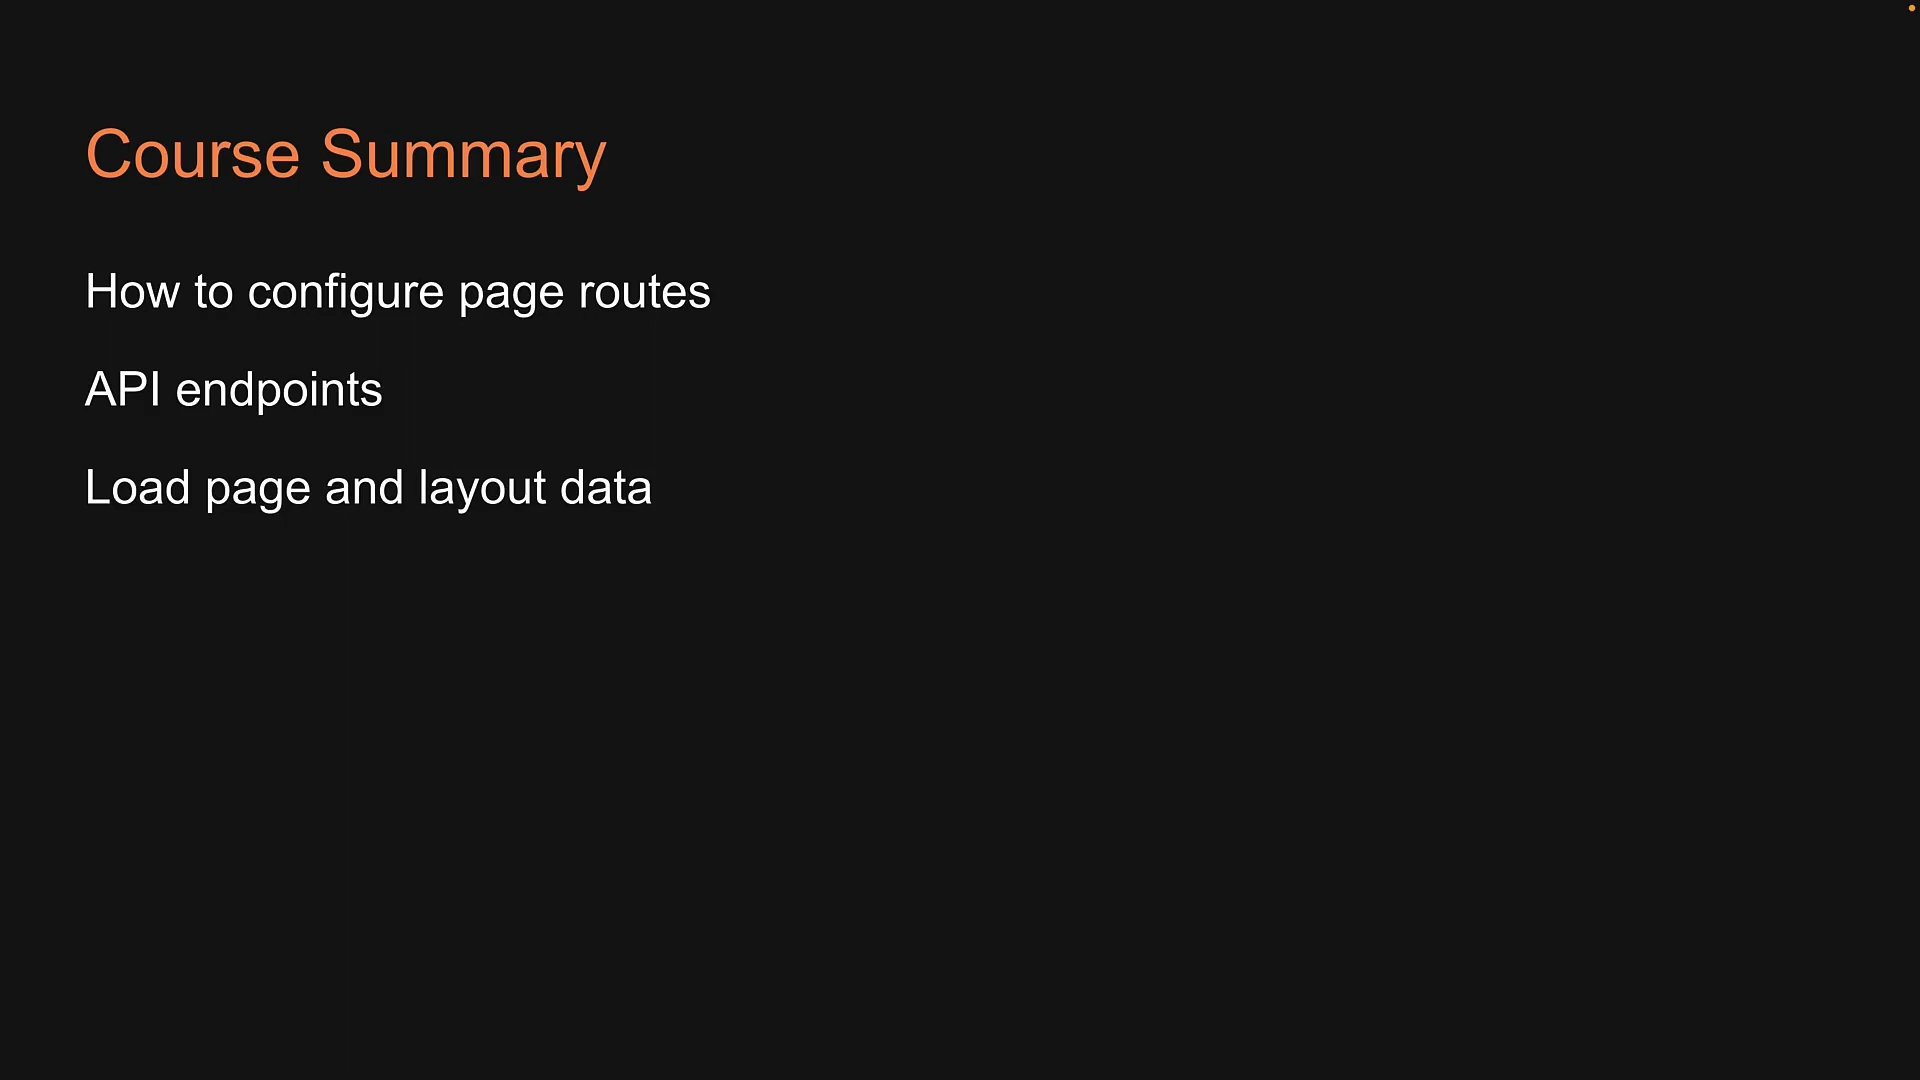 Course Summary
How to configure page routes
API endpoints
Load page and layout data